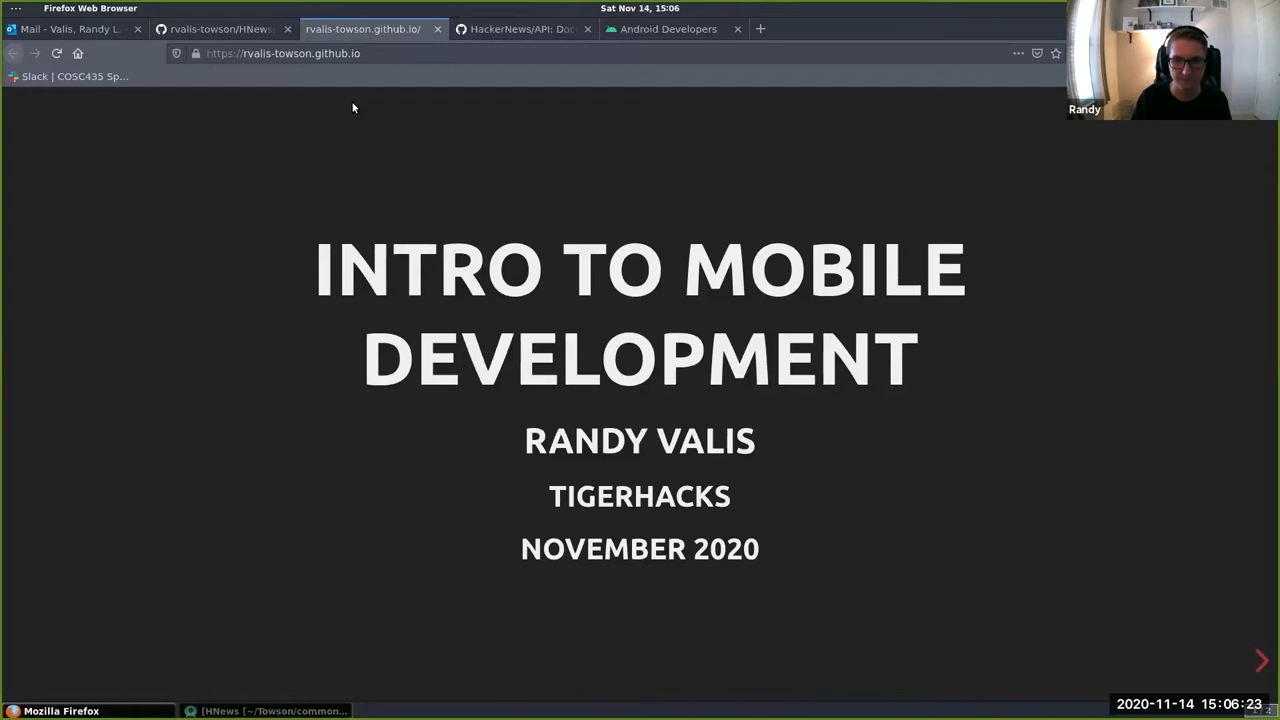 Firefox Web Browser
Sat Nov 14, 15:06
Mail - Valis, Randy L.
rvalis-towson/HNews
rvalis-towson.github.io/
HackerNews/API: Doc
Android Developers
https://rvalis-towson.github.io
Slack | COSC435 Sp...
Randy
INTRO TO MOBILE
DEVELOPMENT
RANDY VALIS
TIGERHACKS
NOVEMBER 2020
Mozilla Firefox
[HNews [~/Towson/common...
2020-11-14 15:06:23